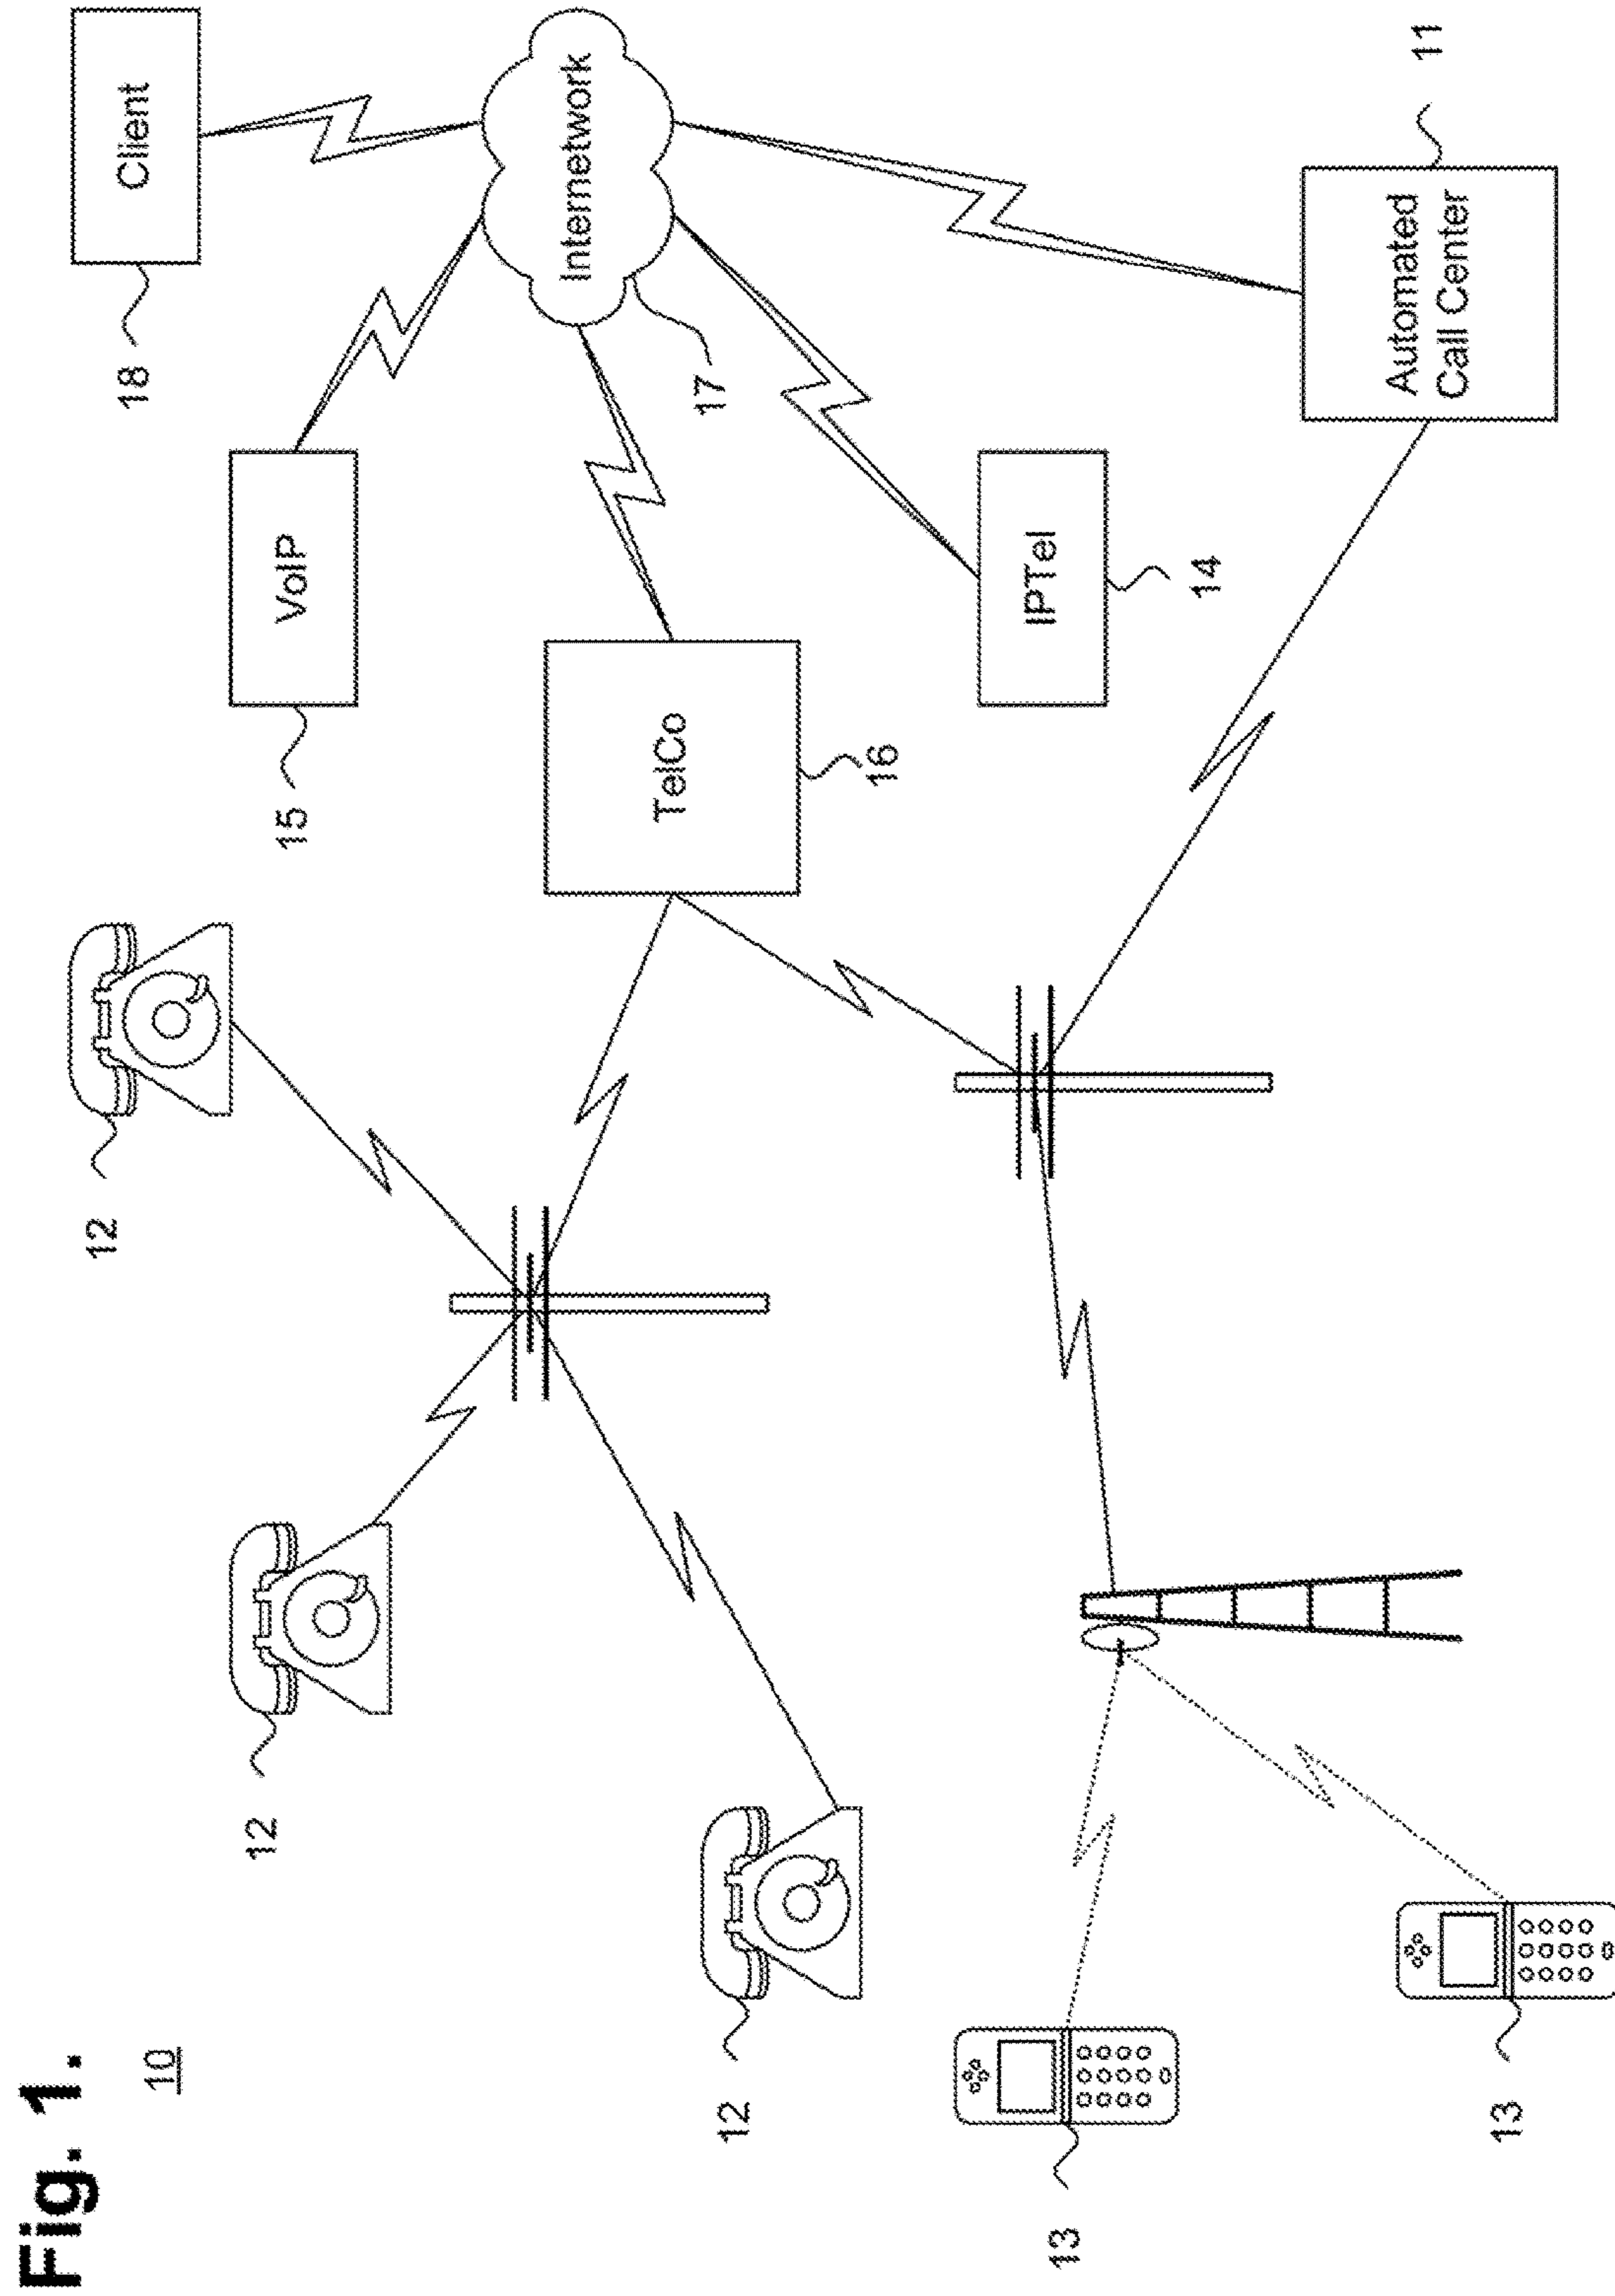 Fig. 1.
10
12
12
12
13
13
15
VoIP
18
Client
TelCo
16
Internetwork
17
IPTel
14
Automated
Call Center
11